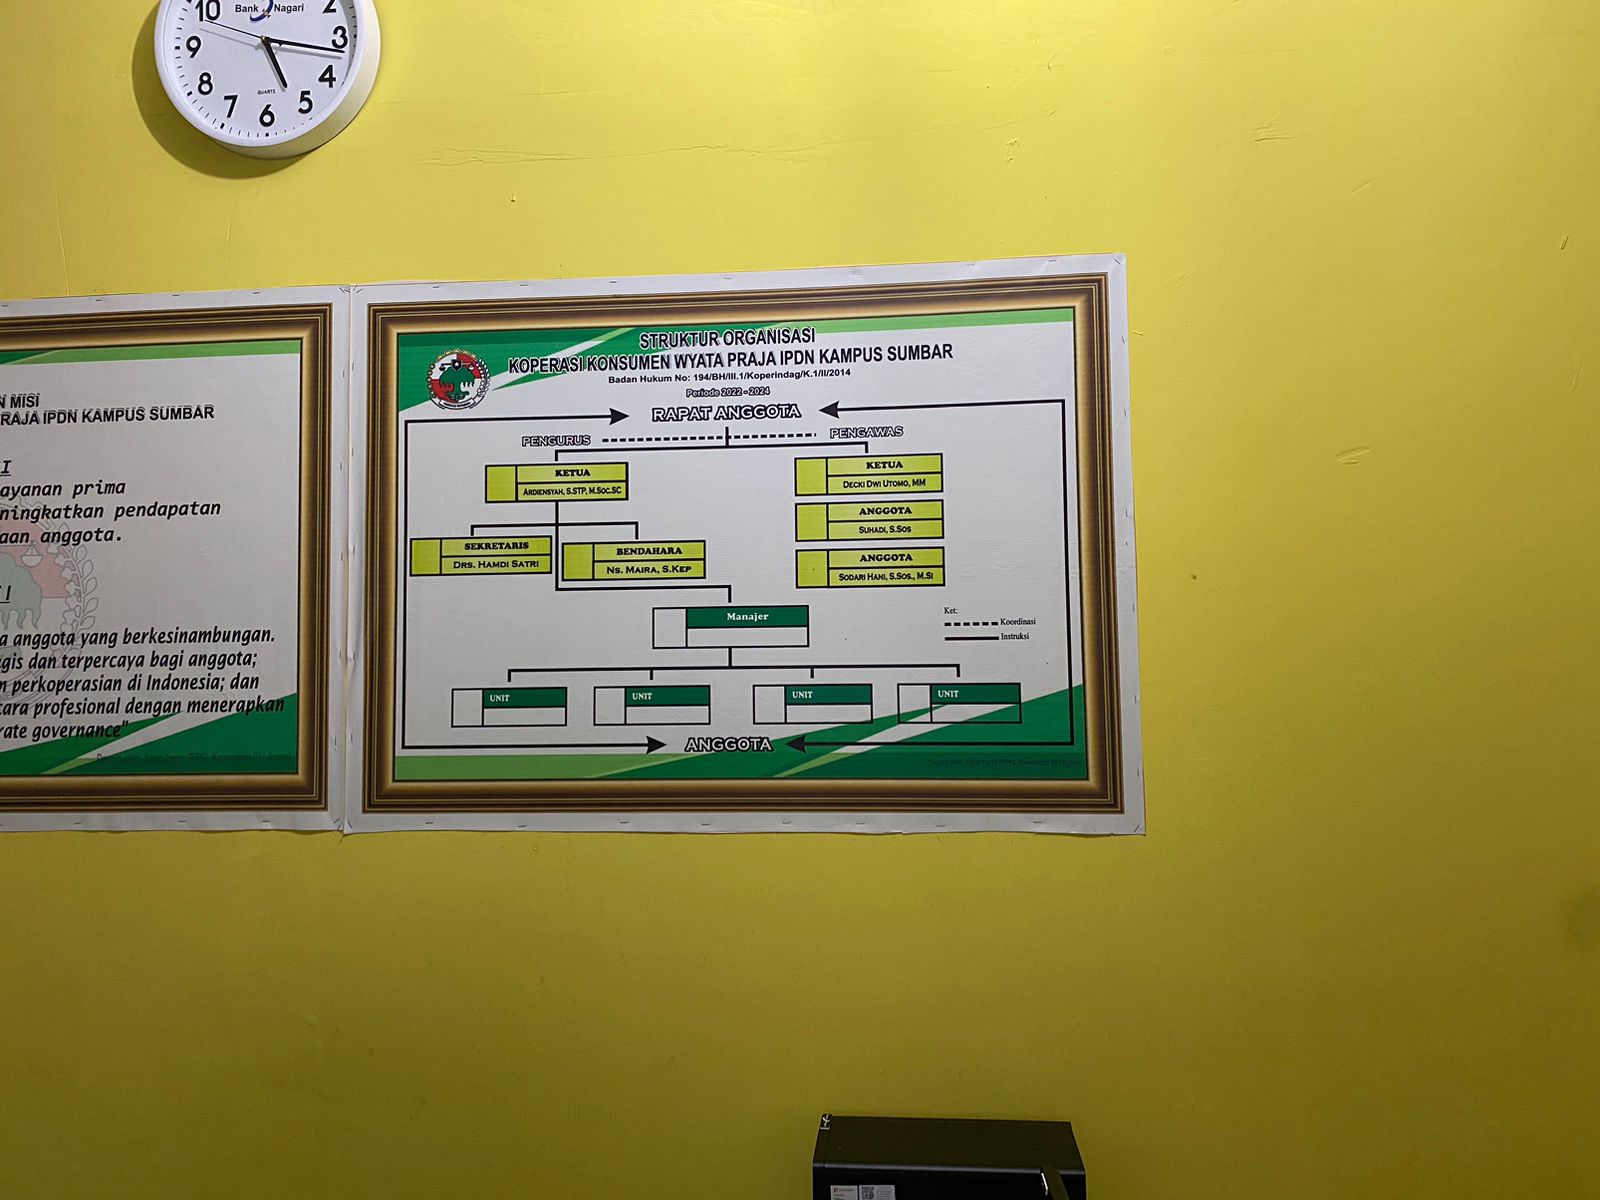 10
2
Bank Nagari
9
3
8
4
QUARTZ
7
6
5
N MISI
RAJA IPDN KAMPUS SUMBAR
I
ayanan prima
ningkatkan pendapatan
aan anggota.
I
a anggota yang berkesinambungan.
egis dan terpercaya bagi anggota;
n perkoperasian di Indonesia; dan
cara profesional dengan menerapkan
rate governance"
STRUKTUR ORGANISASI
KOPERASI KONSUMEN WYATA PRAJA IPDN KAMPUS SUMBAR
Badan Hukum No: 194/BH/III.1/Koperindag/K.1/II/2014
Periode 2022 - 2024
RAPAT ANGGOTA
PENGURUS
PENGAWAS
KETUA
ARDIENSYAH, S.STP, M.SOC.SC
KETUA
DECKI DWI UTOMO, MM
ANGGOTA
SUHADI, S.SOS
SEKRETARIS
DRS. HAMDI SATRI
BENDAHARA
NS. MAIRA, S.KEP
ANGGOTA
SODARI HANI, S.SOS., M.SI
Manajer
Ket:
Koordinasi
Instruksi
UNIT
UNIT
UNIT
UNIT
ANGGOTA